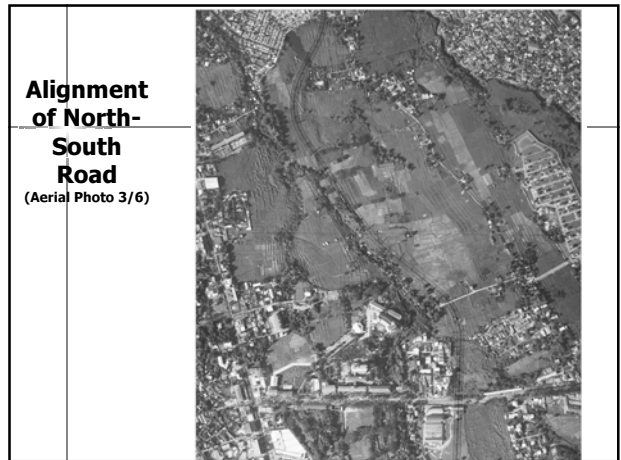 Alignment
of North-
South
Road
(Aerial Photo 3/6)